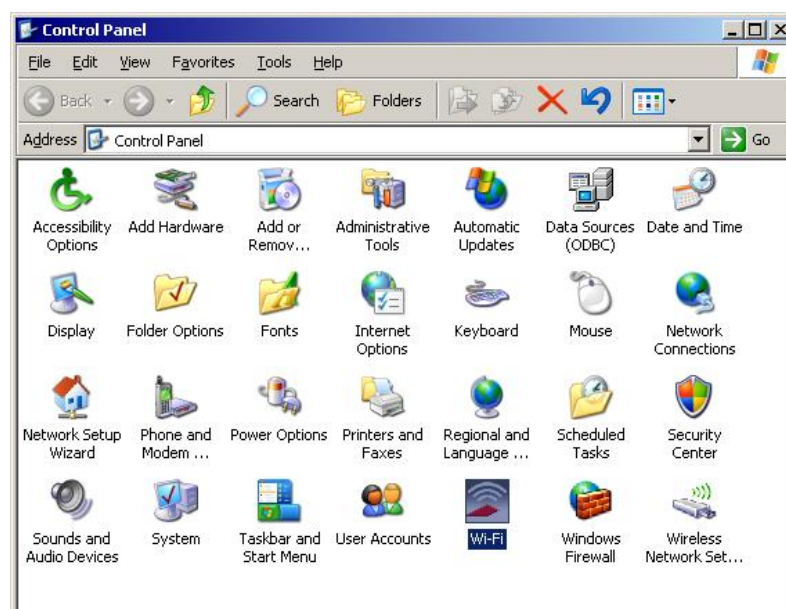 Control Panel
File Edit View Favorites Tools Help
Back Search Folders
Address Control Panel Go
Accessibility Options
Add Hardware
Add or Remov...
Administrative Tools
Automatic Updates
Data Sources (ODBC)
Date and Time
Display
Folder Options
Fonts
Internet Options
Keyboard
Mouse
Network Connections
Network Setup Wizard
Phone and Modem ...
Power Options
Printers and Faxes
Regional and Language ...
Scheduled Tasks
Security Center
Sounds and Audio Devices
System
Taskbar and Start Menu
User Accounts
Wi-Fi
Windows Firewall
Wireless Network Set...